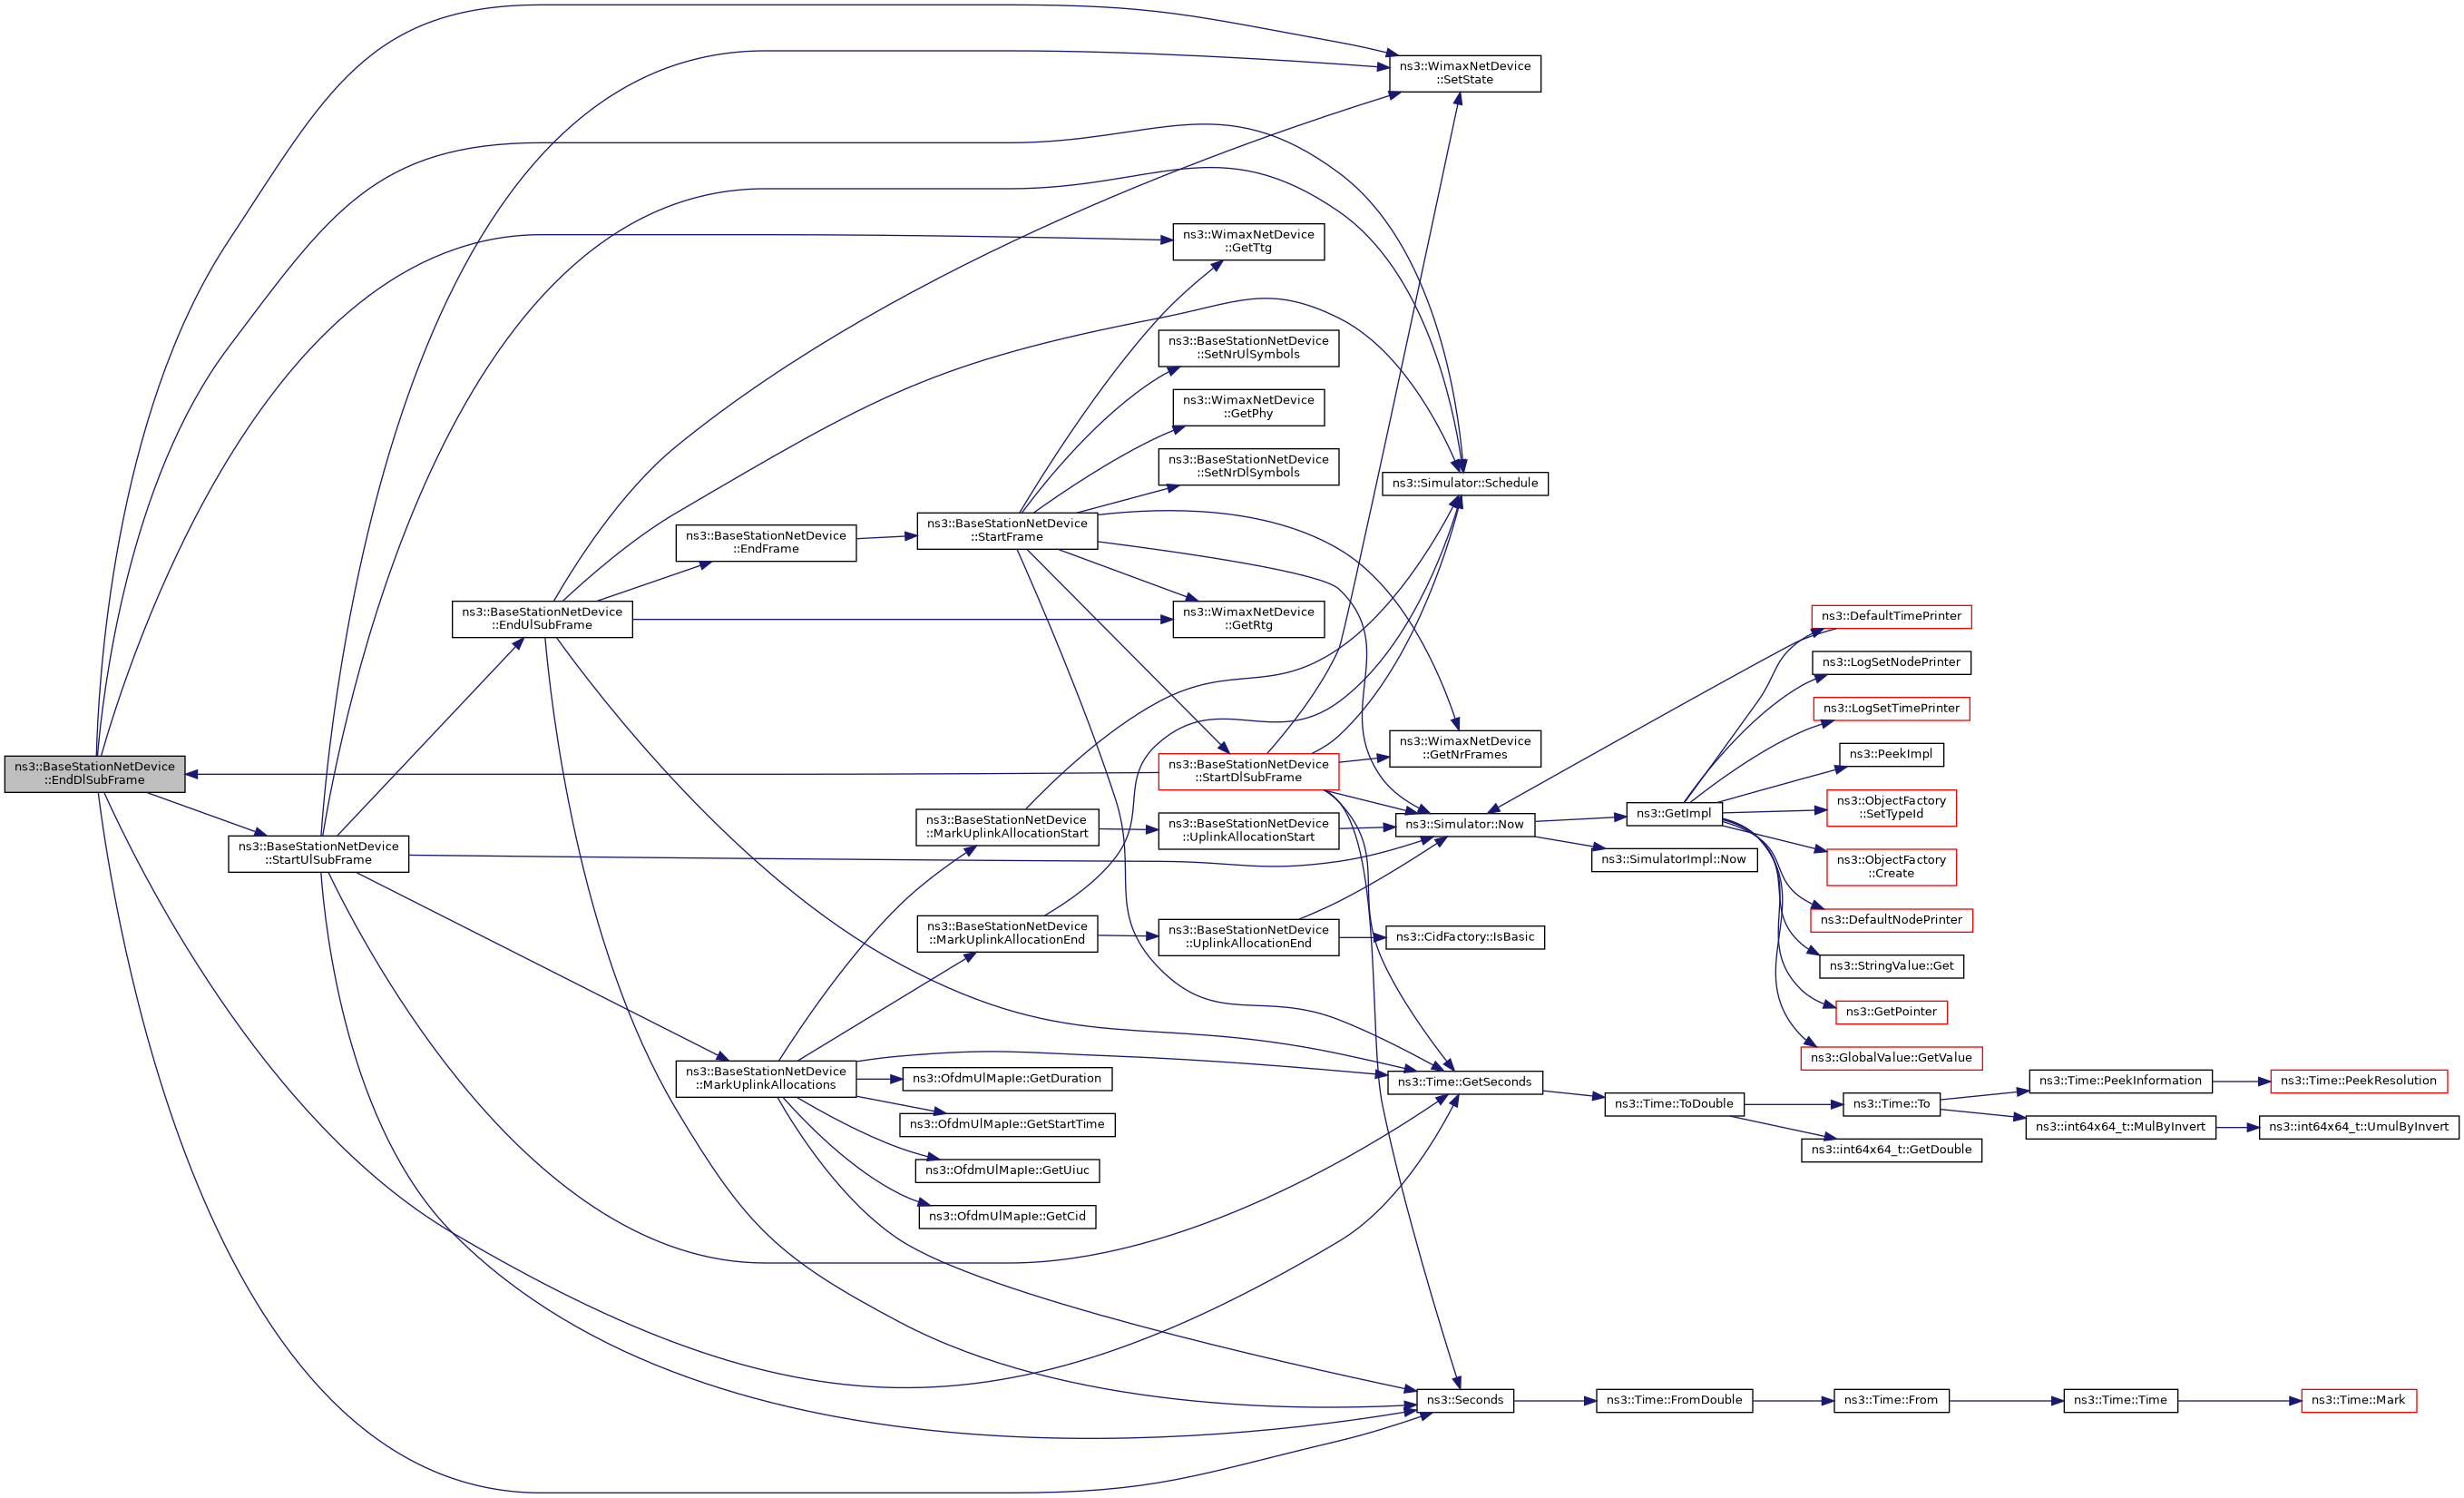 ns3::BaseStationNetDevice
::EndDlSubFrame
ns3::BaseStationNetDevice
::StartUlSubFrame
ns3::BaseStationNetDevice
::EndUlSubFrame
ns3::BaseStationNetDevice
::EndFrame
ns3::BaseStationNetDevice
::MarkUplinkAllocations
ns3::BaseStationNetDevice
::StartFrame
ns3::BaseStationNetDevice
::MarkUplinkAllocationStart
ns3::BaseStationNetDevice
::MarkUplinkAllocationEnd
ns3::OfdmUlMapIe::GetDuration
ns3::OfdmUlMapIe::GetStartTime
ns3::OfdmUlMapIe::GetUiuc
ns3::OfdmUlMapIe::GetCid
ns3::WimaxNetDevice
::GetTtg
ns3::BaseStationNetDevice
::SetNrUlSymbols
ns3::WimaxNetDevice
::GetPhy
ns3::BaseStationNetDevice
::SetNrDlSymbols
ns3::WimaxNetDevice
::GetRtg
ns3::BaseStationNetDevice
::StartDlSubFrame
ns3::BaseStationNetDevice
::UplinkAllocationStart
ns3::BaseStationNetDevice
::UplinkAllocationEnd
ns3::WimaxNetDevice
::SetState
ns3::Simulator::Schedule
ns3::WimaxNetDevice
::GetNrFrames
ns3::Simulator::Now
ns3::CidFactory::IsBasic
ns3::Time::GetSeconds
ns3::Seconds
ns3::GetImpl
ns3::SimulatorImpl::Now
ns3::Time::ToDouble
ns3::Time::FromDouble
ns3::DefaultTimePrinter
ns3::LogSetNodePrinter
ns3::LogSetTimePrinter
ns3::PeekImpl
ns3::ObjectFactory
::SetTypeId
ns3::ObjectFactory
::Create
ns3::DefaultNodePrinter
ns3::StringValue::Get
ns3::GetPointer
ns3::GlobalValue::GetValue
ns3::Time::To
ns3::int64x64_t::GetDouble
ns3::Time::From
ns3::Time::PeekInformation
ns3::int64x64_t::MulByInvert
ns3::Time::Time
ns3::Time::PeekResolution
ns3::int64x64_t::UmulByInvert
ns3::Time::Mark